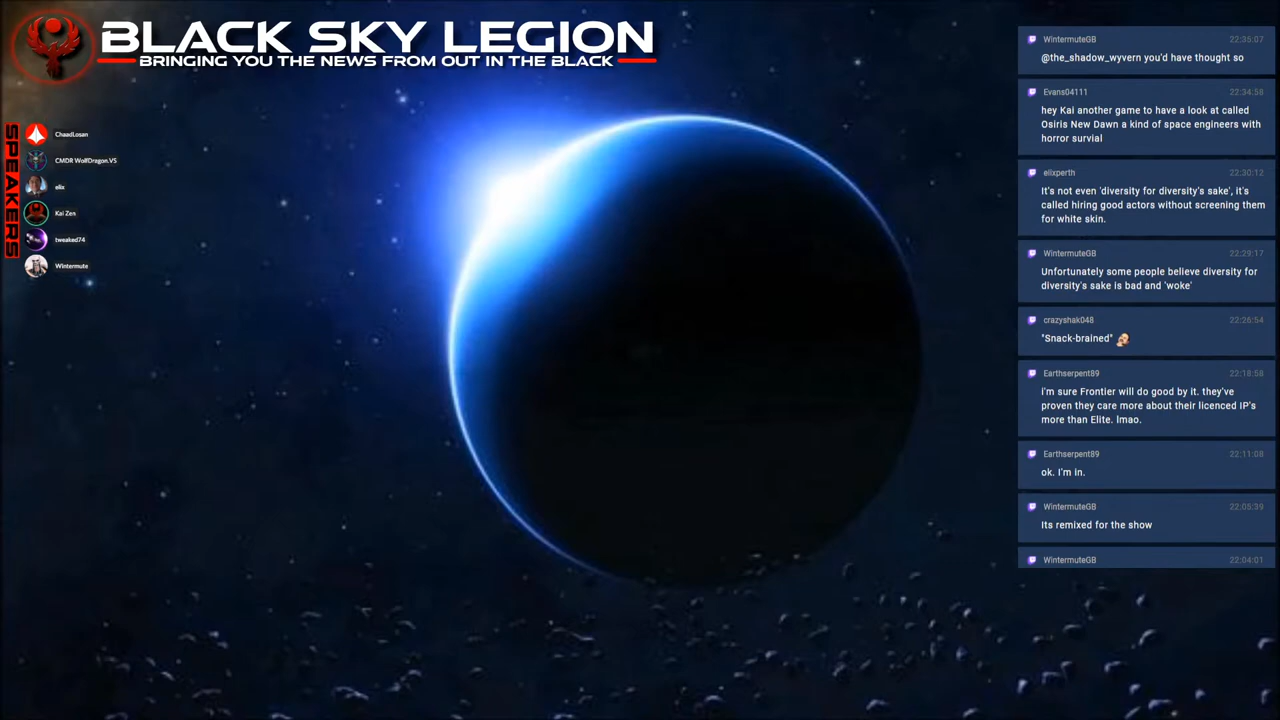 BLACK SKY LEGION
BRINGING YOU THE NEWS FROM OUT IN THE BLACK
SPEAKERS
ChaadLosan
CMDR WolfDragon.VS
elix
Kai Zen
tweaked74
Wintermute
WintermuteGB 22:35:07
@the_shadow_wyvern you'd have thought so
Evans04111 22:34:58
hey Kai another game to have a look at called
Osiris New Dawn a kind of space engineers with
horror survial
elixperth 22:30:12
It's not even 'diversity for diversity's sake', it's
called hiring good actors without screening them
for white skin.
WintermuteGB 22:29:17
Unfortunately some people believe diversity for
diversity's sake is bad and 'woke'
crazyshak048 22:26:54
"Snack-brained"
Earthserpent89 22:18:58
i'm sure Frontier will do good by it. they've
proven they care more about their licenced IP's
more than Elite. lmao.
Earthserpent89 22:11:08
ok. I'm in.
WintermuteGB 22:05:39
Its remixed for the show
WintermuteGB 22:04:01